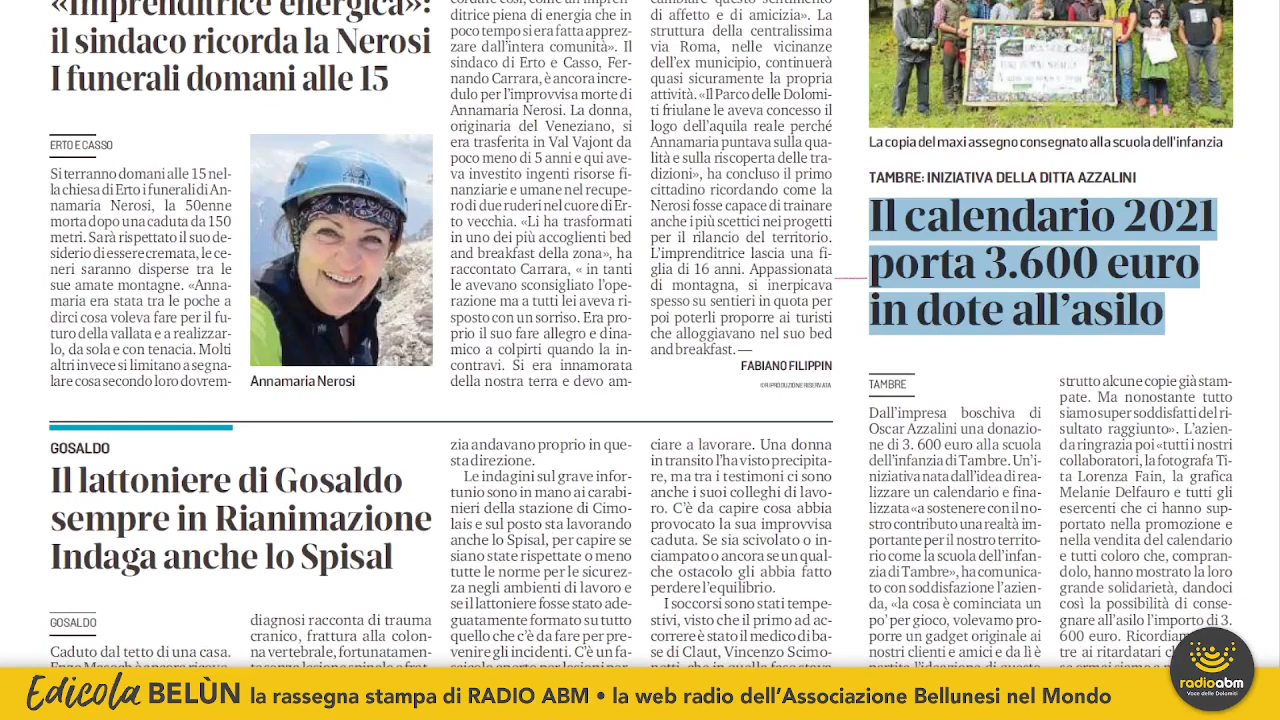 «Imprenditrice energica»:
il sindaco ricorda la Nerosi
I funerali domani alle 15
ERTO E CASSO
Si terranno domani alle 15 nel-
la chiesa di Erto i funerali di An-
namaria Nerosi, la 50enne
morta dopo una caduta da 150
metri. Sarà rispettato il suo de-
siderio di essere cremata, le ce-
neri saranno disperse tra le
sue amate montagne. «Anna-
maria era stata tra le poche a
dirci cosa voleva fare per il fu-
turo della vallata e a realizzar-
lo, da sola e con tenacia. Molti
altri invece si limitano a segna-
lare cosa secondo loro dovrem-
Annamaria Nerosi
ditrice piena di energia che in
poco tempo si era fatta apprez-
zare dall'intera comunità». Il
sindaco di Erto e Casso, Fer-
nando Carrara, è ancora incre-
dulo per l'improvvisa morte di
Annamaria Nerosi. La donna,
originaria del Veneziano, si
era trasferita in Val Vajont da
poco meno di 5 anni e qui ave-
va investito ingenti risorse fi-
nanziarie e umane nel recupe-
ro di due ruderi nel cuore di Er-
to vecchia. «Li ha trasformati
in uno dei più accoglienti bed
and breakfast della zona», ha
raccontato Carrara, « in tanti
le avevano sconsigliato l'ope-
razione ma a tutti lei aveva ri-
sposto con un sorriso. Era pro-
prio il suo fare allegro e dina-
mico a colpirti quando la in-
contravi. Si era innamorata
della nostra terra e devo am-
cambiare questo sentimento
di affetto e di amicizia». La
struttura della centralissima
via Roma, nelle vicinanze
dell'ex municipio, continuerà
quasi sicuramente la propria
attività. «Il Parco delle Dolomi-
ti friulane le aveva concesso il
logo dell'aquila reale perché
Annamaria puntava sulla qua-
lità e sulla riscoperta delle tra-
dizioni», ha concluso il primo
cittadino ricordando come la
Nerosi fosse capace di trainare
anche i più scettici nei progetti
per il rilancio del territorio.
L'imprenditrice lascia una fi-
glia di 16 anni. Appassionata
di montagna, si inerpicava
spesso su sentieri in quota per
poi poterli proporre ai turisti
che alloggiavano nel suo bed
and breakfast. —
FABIANO FILIPPIN
©RIPRODUZIONE RISERVATA
La copia del maxi assegno consegnato alla scuola dell'infanzia
TAMBRE: INIZIATIVA DELLA DITTA AZZALINI
Il calendario 2021
porta 3.600 euro
in dote all'asilo
TAMBRE
Dall'impresa boschiva di
Oscar Azzalini una donazio-
ne di 3. 600 euro alla scuola
dell'infanzia di Tambre. Un'i-
niziativa nata dall'idea di rea-
lizzare un calendario e fina-
lizzata «a sostenere con il no-
stro contributo una realtà im-
portante per il nostro territo-
rio come la scuola dell'infan-
zia di Tambre», ha comunica-
to con soddisfazione l'azien-
da, «la cosa è cominciata un
po' per gioco, volevamo pro-
porre un gadget originale ai
nostri clienti e amici e da lì è
partita l'ideazione di questo
strutto alcune copie già stam-
pate. Ma nonostante tutto
siamo super soddisfatti del ri-
sultato raggiunto». L'azien-
da ringrazia poi «tutti i nostri
collaboratori, la fotografa Ti-
ta Lorenza Fain, la grafica
Melanie Delfauro e tutti gli
esercenti che ci hanno sup-
portato nella promozione e
nella vendita del calendario
e tutti coloro che, compran-
dolo, hanno mostrato la loro
grande solidarietà, dandoci
così la possibilità di conse-
gnare all'asilo l'importo di 3.
600 euro. Ricordiamo
tre ai ritardatari
GOSALDO
Il lattoniere di Gosaldo
sempre in Rianimazione
Indaga anche lo Spisal
GOSALDO
Caduto dal tetto di una casa.
diagnosi racconta di trauma
cranico, frattura alla colon-
na vertebrale, fortunatamen-
zia andavano proprio in que-
sta direzione.
Le indagini sul grave infor-
tunio sono in mano ai carabi-
nieri della stazione di Cimo-
lais e sul posto sta lavorando
anche lo Spisal, per capire se
siano state rispettate o meno
tutte le norme per le sicurez-
za negli ambienti di lavoro e
se il lattoniere fosse stato ade-
guatamente formato su tutto
quello che c'è da fare per pre-
venire gli incidenti. C'è un fa-
ciare a lavorare. Una donna
in transito l'ha visto precipita-
re, ma tra i testimoni ci sono
anche i suoi colleghi di lavo-
ro. C'è da capire cosa abbia
provocato la sua improvvisa
caduta. Se sia scivolato o in-
ciampato o ancora se un qual-
che ostacolo gli abbia fatto
perdere l'equilibrio.
I soccorsi sono stati tempe-
stivi, visto che il primo ad ac-
correre è stato il medico di ba-
se di Claut, Vincenzo Scimo-
Edicola BELÙN la rassegna stampa di RADIO ABM • la web radio dell'Associazione Bellunesi nel Mondo
radioabm
Voce delle Dolomiti